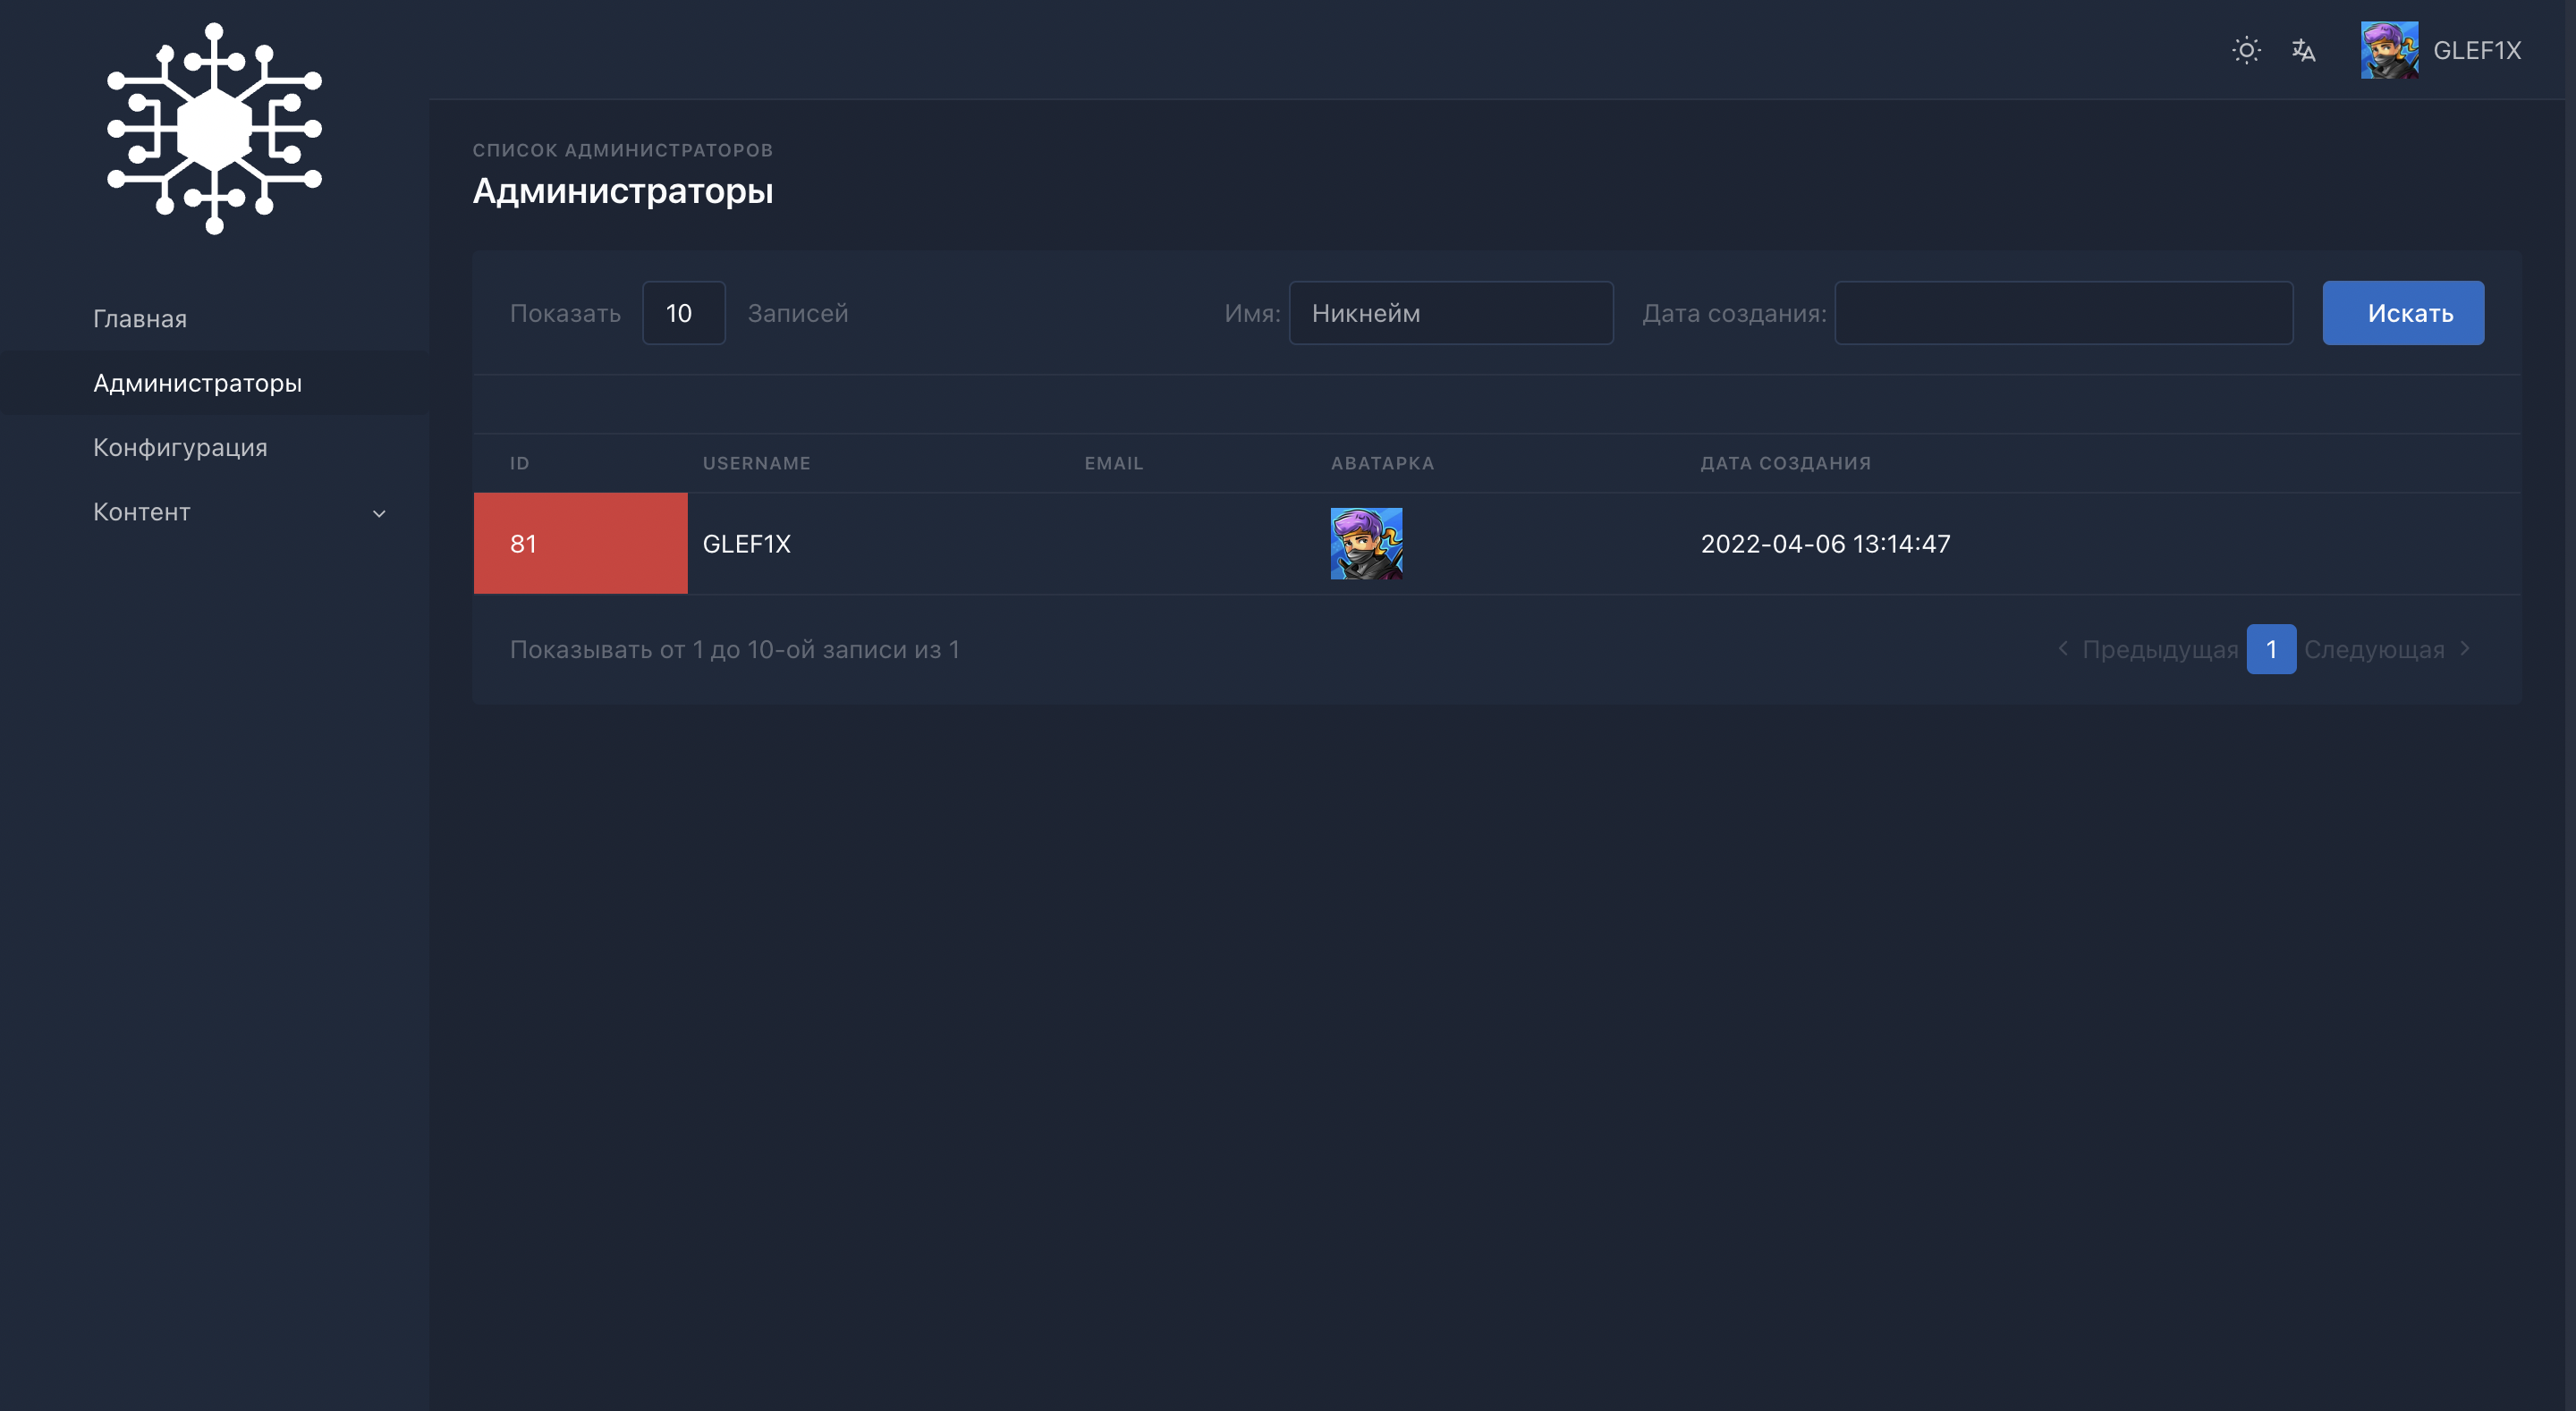 GLEF1X
Главная
Администраторы
Конфигурация
Контент
СПИСОК АДМИНИСТРАТОРОВ
Администраторы
Показать 10 Записей Имя: Никнейм Дата создания: Искать
ID USERNAME EMAIL АВАТАРКА ДАТА СОЗДАНИЯ
81 GLEF1X 2022-04-06 13:14:47
Показывать от 1 до 10-ой записи из 1 Предыдущая 1 Следующая